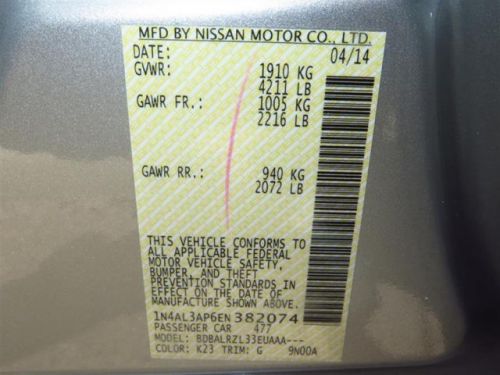 MFD BY NISSAN MOTOR CO., LTD.
DATE: 04/14
GVWR: 1910 KG
4211 LB
GAWR FR.: 1005 KG
2216 LB
GAWR RR.: 940 KG
2072 LB
THIS VEHICLE CONFORMS TO
ALL APPLICABLE FEDERAL
MOTOR VEHICLE SAFETY,
BUMPER, AND THEFT
PREVENTION STANDARDS IN
EFFECT ON THE DATE OF
MANUFACTURE SHOWN ABOVE.
1N4AL3AP6EN382074
PASSENGER CAR 477
MODEL: BDBALRZL33EUAAA---
COLOR: K23 TRIM: G 9N00A